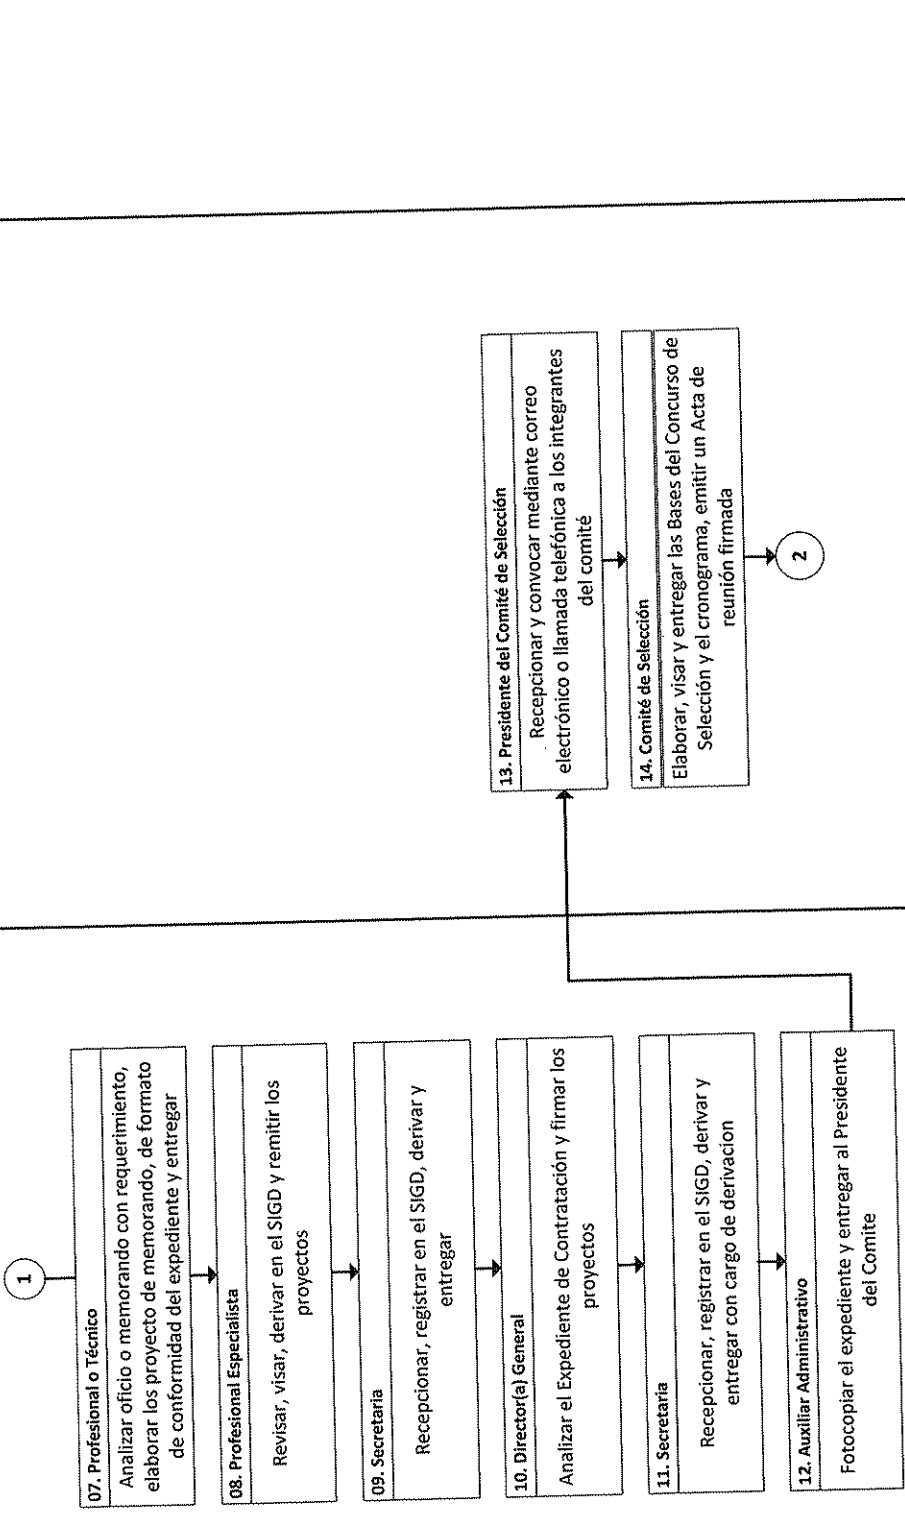 1
07. Profesional o Técnico
Analizar oficio o memorando con requerimiento,
elaborar los proyecto de memorando, de formato
de conformidad del expediente y entregar
08. Profesional Especialista
Revisar, visar, derivar en el SIGD y remitir los
proyectos
09. Secretaria
Recepcionar, registrar en el SIGD, derivar y
entregar
10. Director(a) General
Analizar el Expediente de Contratación y firmar los
proyectos
11. Secretaria
Recepcionar, registrar en el SIGD, derivar y
entregar con cargo de derivacion
12. Auxiliar Administrativo
Fotocopiar el expediente y entregar al Presidente
del Comite
13. Presidente del Comité de Selección
Recepcionar y convocar mediante correo
electrónico o llamada telefónica a los integrantes
del comité
14. Comité de Selección
Elaborar, visar y entregar las Bases del Concurso de
Selección y el cronograma, emitir un Acta de
reunión firmada
2